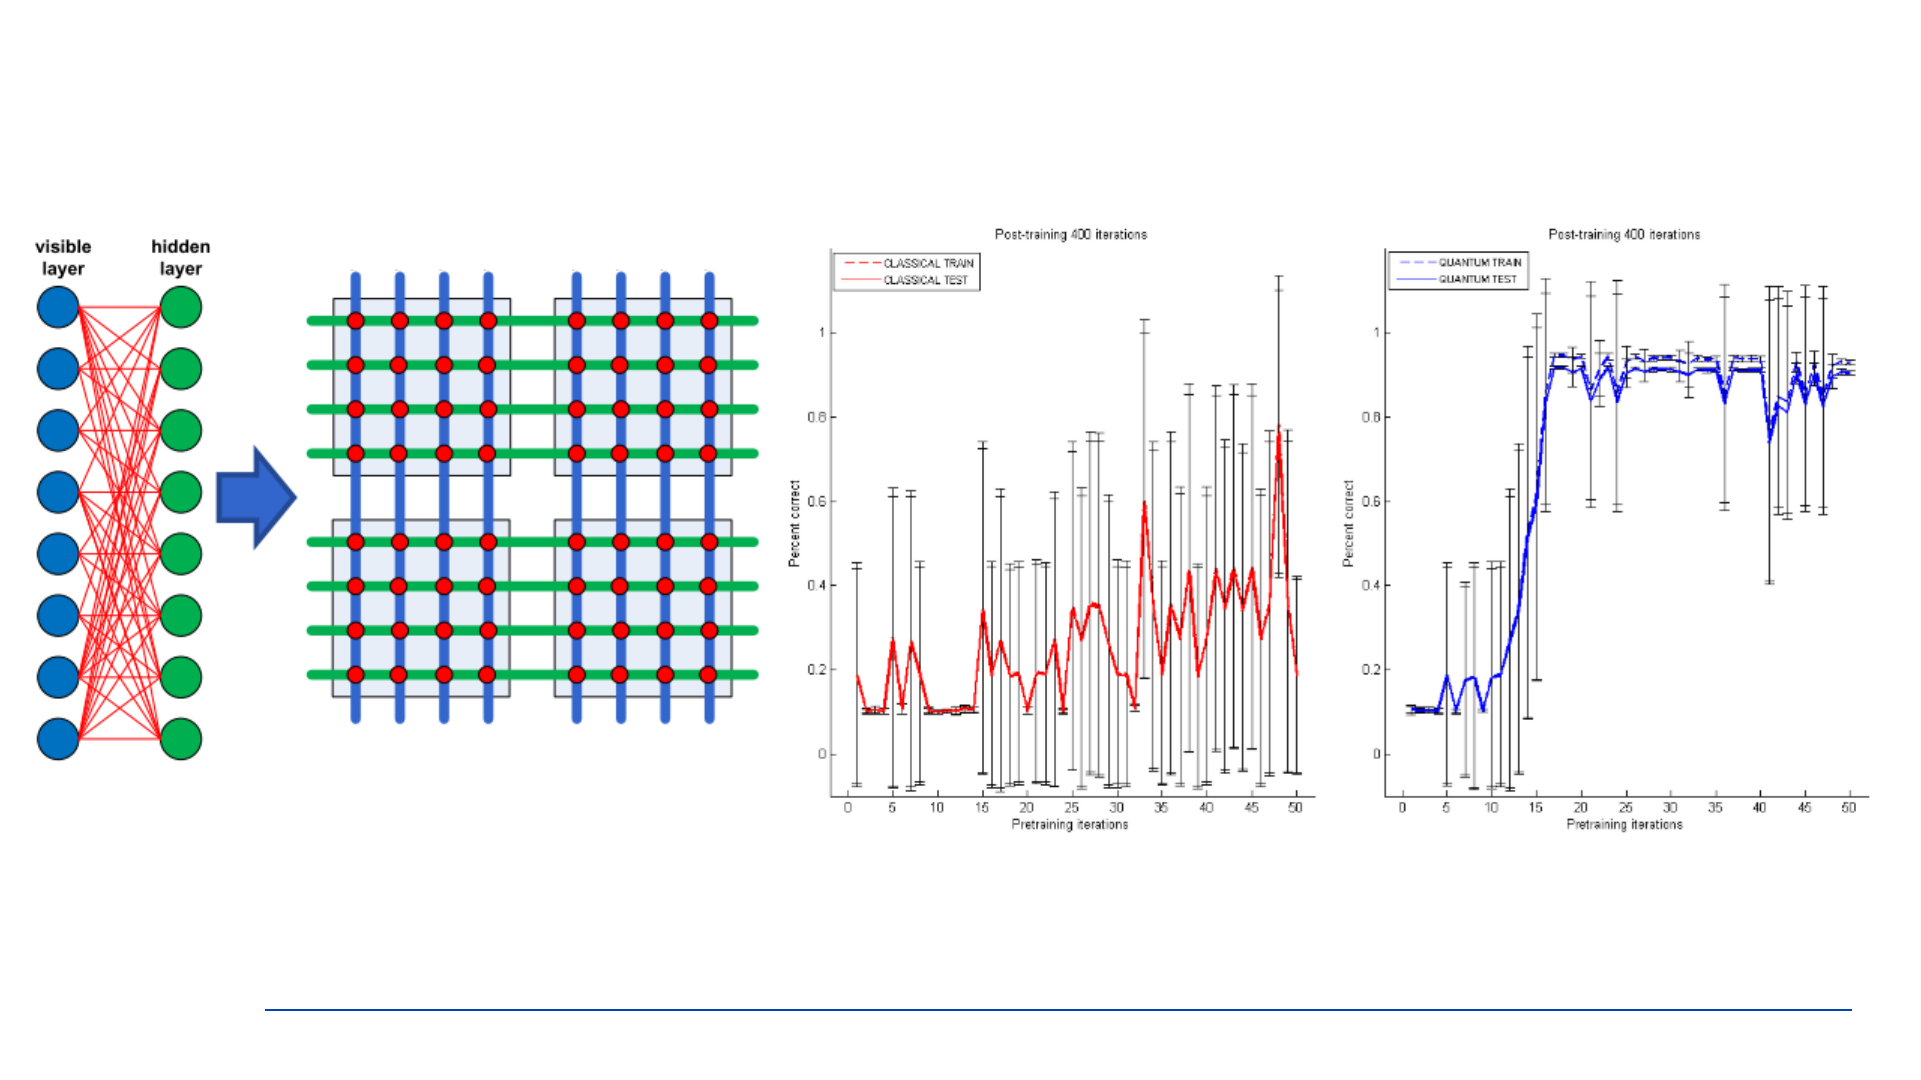 visible
layer
hidden
layer
Post-training 400 iterations
CLASSICAL TRAIN
CLASSICAL TEST
Percent correct
1
0.8
0.6
0.4
0.2
0
0 5 10 15 20 25 30 35 40 45 50
Pretraining iterations
Post-training 400 iterations
QUANTUM TRAIN
QUANTUM TEST
Percent correct
1
0.8
0.6
0.4
0.2
0
0 5 10 15 20 25 30 35 40 45 50
Pretraining iterations